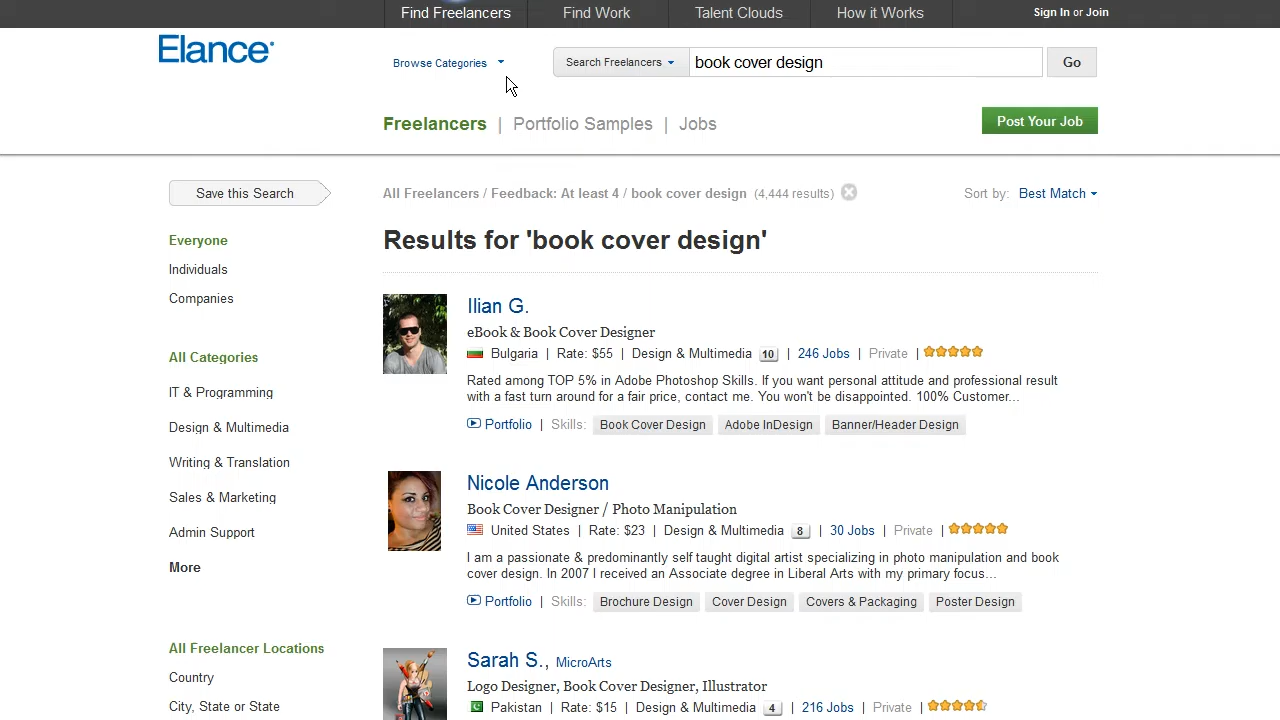 Find Freelancers Find Work Talent Clouds How it Works Sign In or Join
Elance
Browse Categories Search Freelancers book cover design Go
Freelancers | Portfolio Samples | Jobs Post Your Job
Save this Search All Freelancers / Feedback: At least 4 / book cover design (4,444 results) Sort by: Best Match
Everyone
Individuals
Companies
All Categories
IT & Programming
Design & Multimedia
Writing & Translation
Sales & Marketing
Admin Support
More
All Freelancer Locations
Country
City, State or State
Results for 'book cover design'
Ilian G.
eBook & Book Cover Designer
Bulgaria | Rate: $55 | Design & Multimedia 10 | 246 Jobs | Private |
Rated among TOP 5% in Adobe Photoshop Skills. If you want personal attitude and professional result
with a fast turn around for a fair price, contact me. You won't be disappointed. 100% Customer...
Portfolio | Skills: Book Cover Design Adobe InDesign Banner/Header Design
Nicole Anderson
Book Cover Designer / Photo Manipulation
United States | Rate: $23 | Design & Multimedia 8 | 30 Jobs | Private |
I am a passionate & predominantly self taught digital artist specializing in photo manipulation and book
cover design. In 2007 I received an Associate degree in Liberal Arts with my primary focus...
Portfolio | Skills: Brochure Design Cover Design Covers & Packaging Poster Design
Sarah S., MicroArts
Logo Designer, Book Cover Designer, Illustrator
Pakistan | Rate: $15 | Design & Multimedia 4 | 216 Jobs | Private |